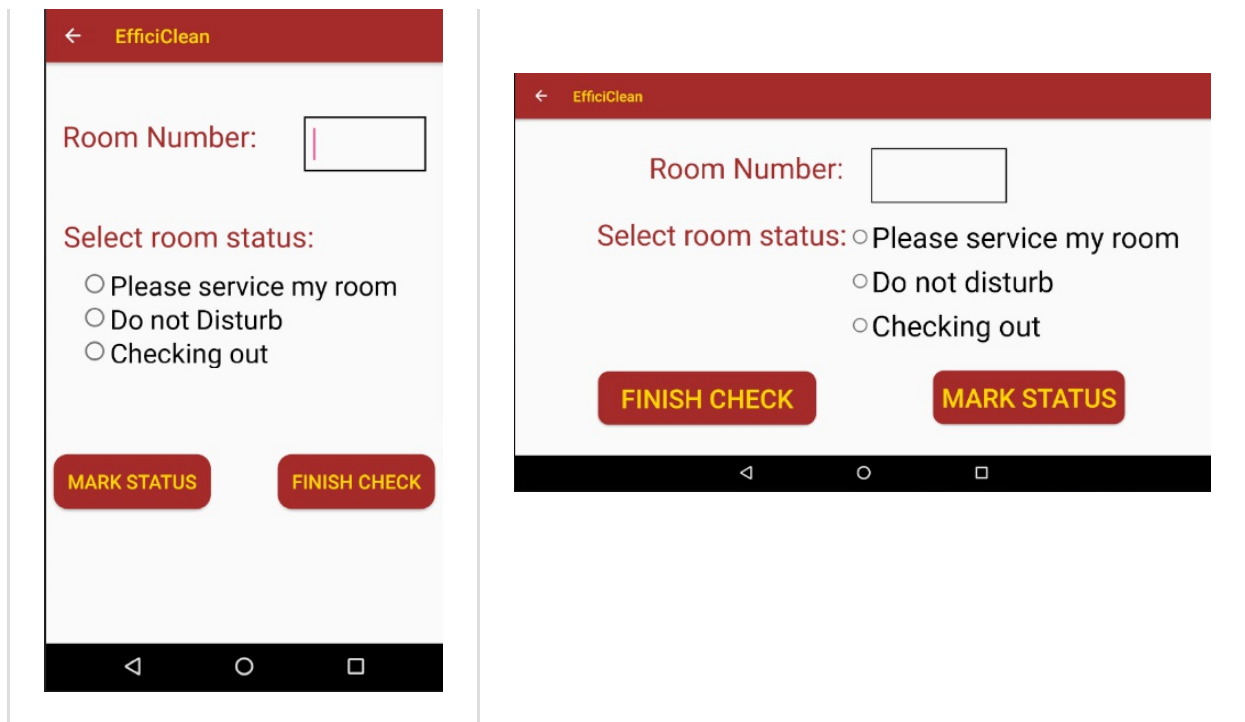 EfficiClean
Room Number:
Select room status:
Please service my room
Do not Disturb
Checking out
MARK STATUS FINISH CHECK
EfficiClean
Room Number:
Select room status: Please service my room
Do not disturb
Checking out
FINISH CHECK MARK STATUS